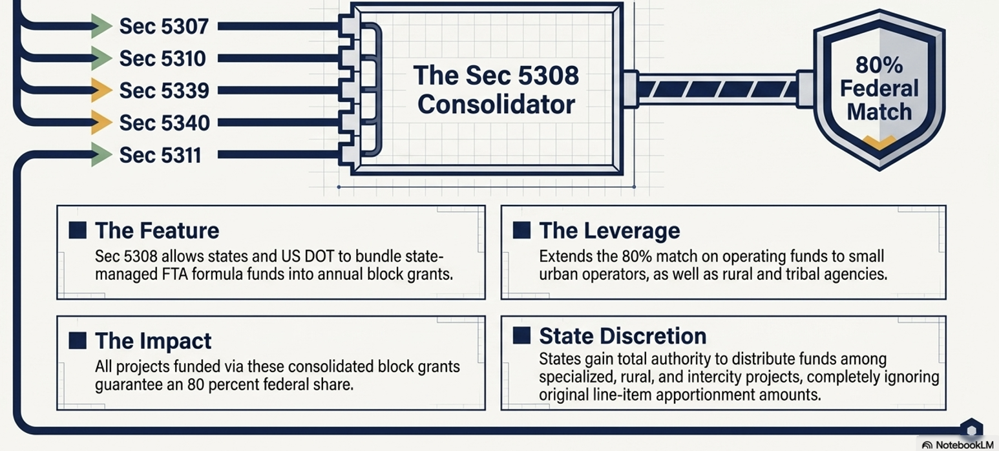 Sec 5307
Sec 5310
Sec 5339
Sec 5340
Sec 5311
The Sec 5308
Consolidator
80%
Federal
Match
The Feature
Sec 5308 allows states and US DOT to bundle state-
managed FTA formula funds into annual block grants.
The Leverage
Extends the 80% match on operating funds to small
urban operators, as well as rural and tribal agencies.
The Impact
All projects funded via these consolidated block grants
guarantee an 80 percent federal share.
State Discretion
States gain total authority to distribute funds among
specialized, rural, and intercity projects, completely ignoring
original line-item apportionment amounts.
NotebookLM